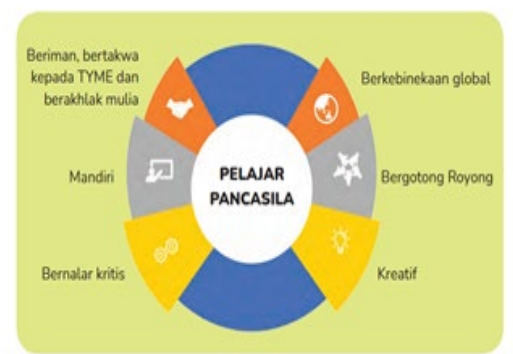 Beriman, bertakwa
kepada TYME dan
berakhlak mulia
Berkebinekaan global
Mandiri
PELAJAR
PANCASILA
Bergotong Royong
Bernalar kritis
Kreatif